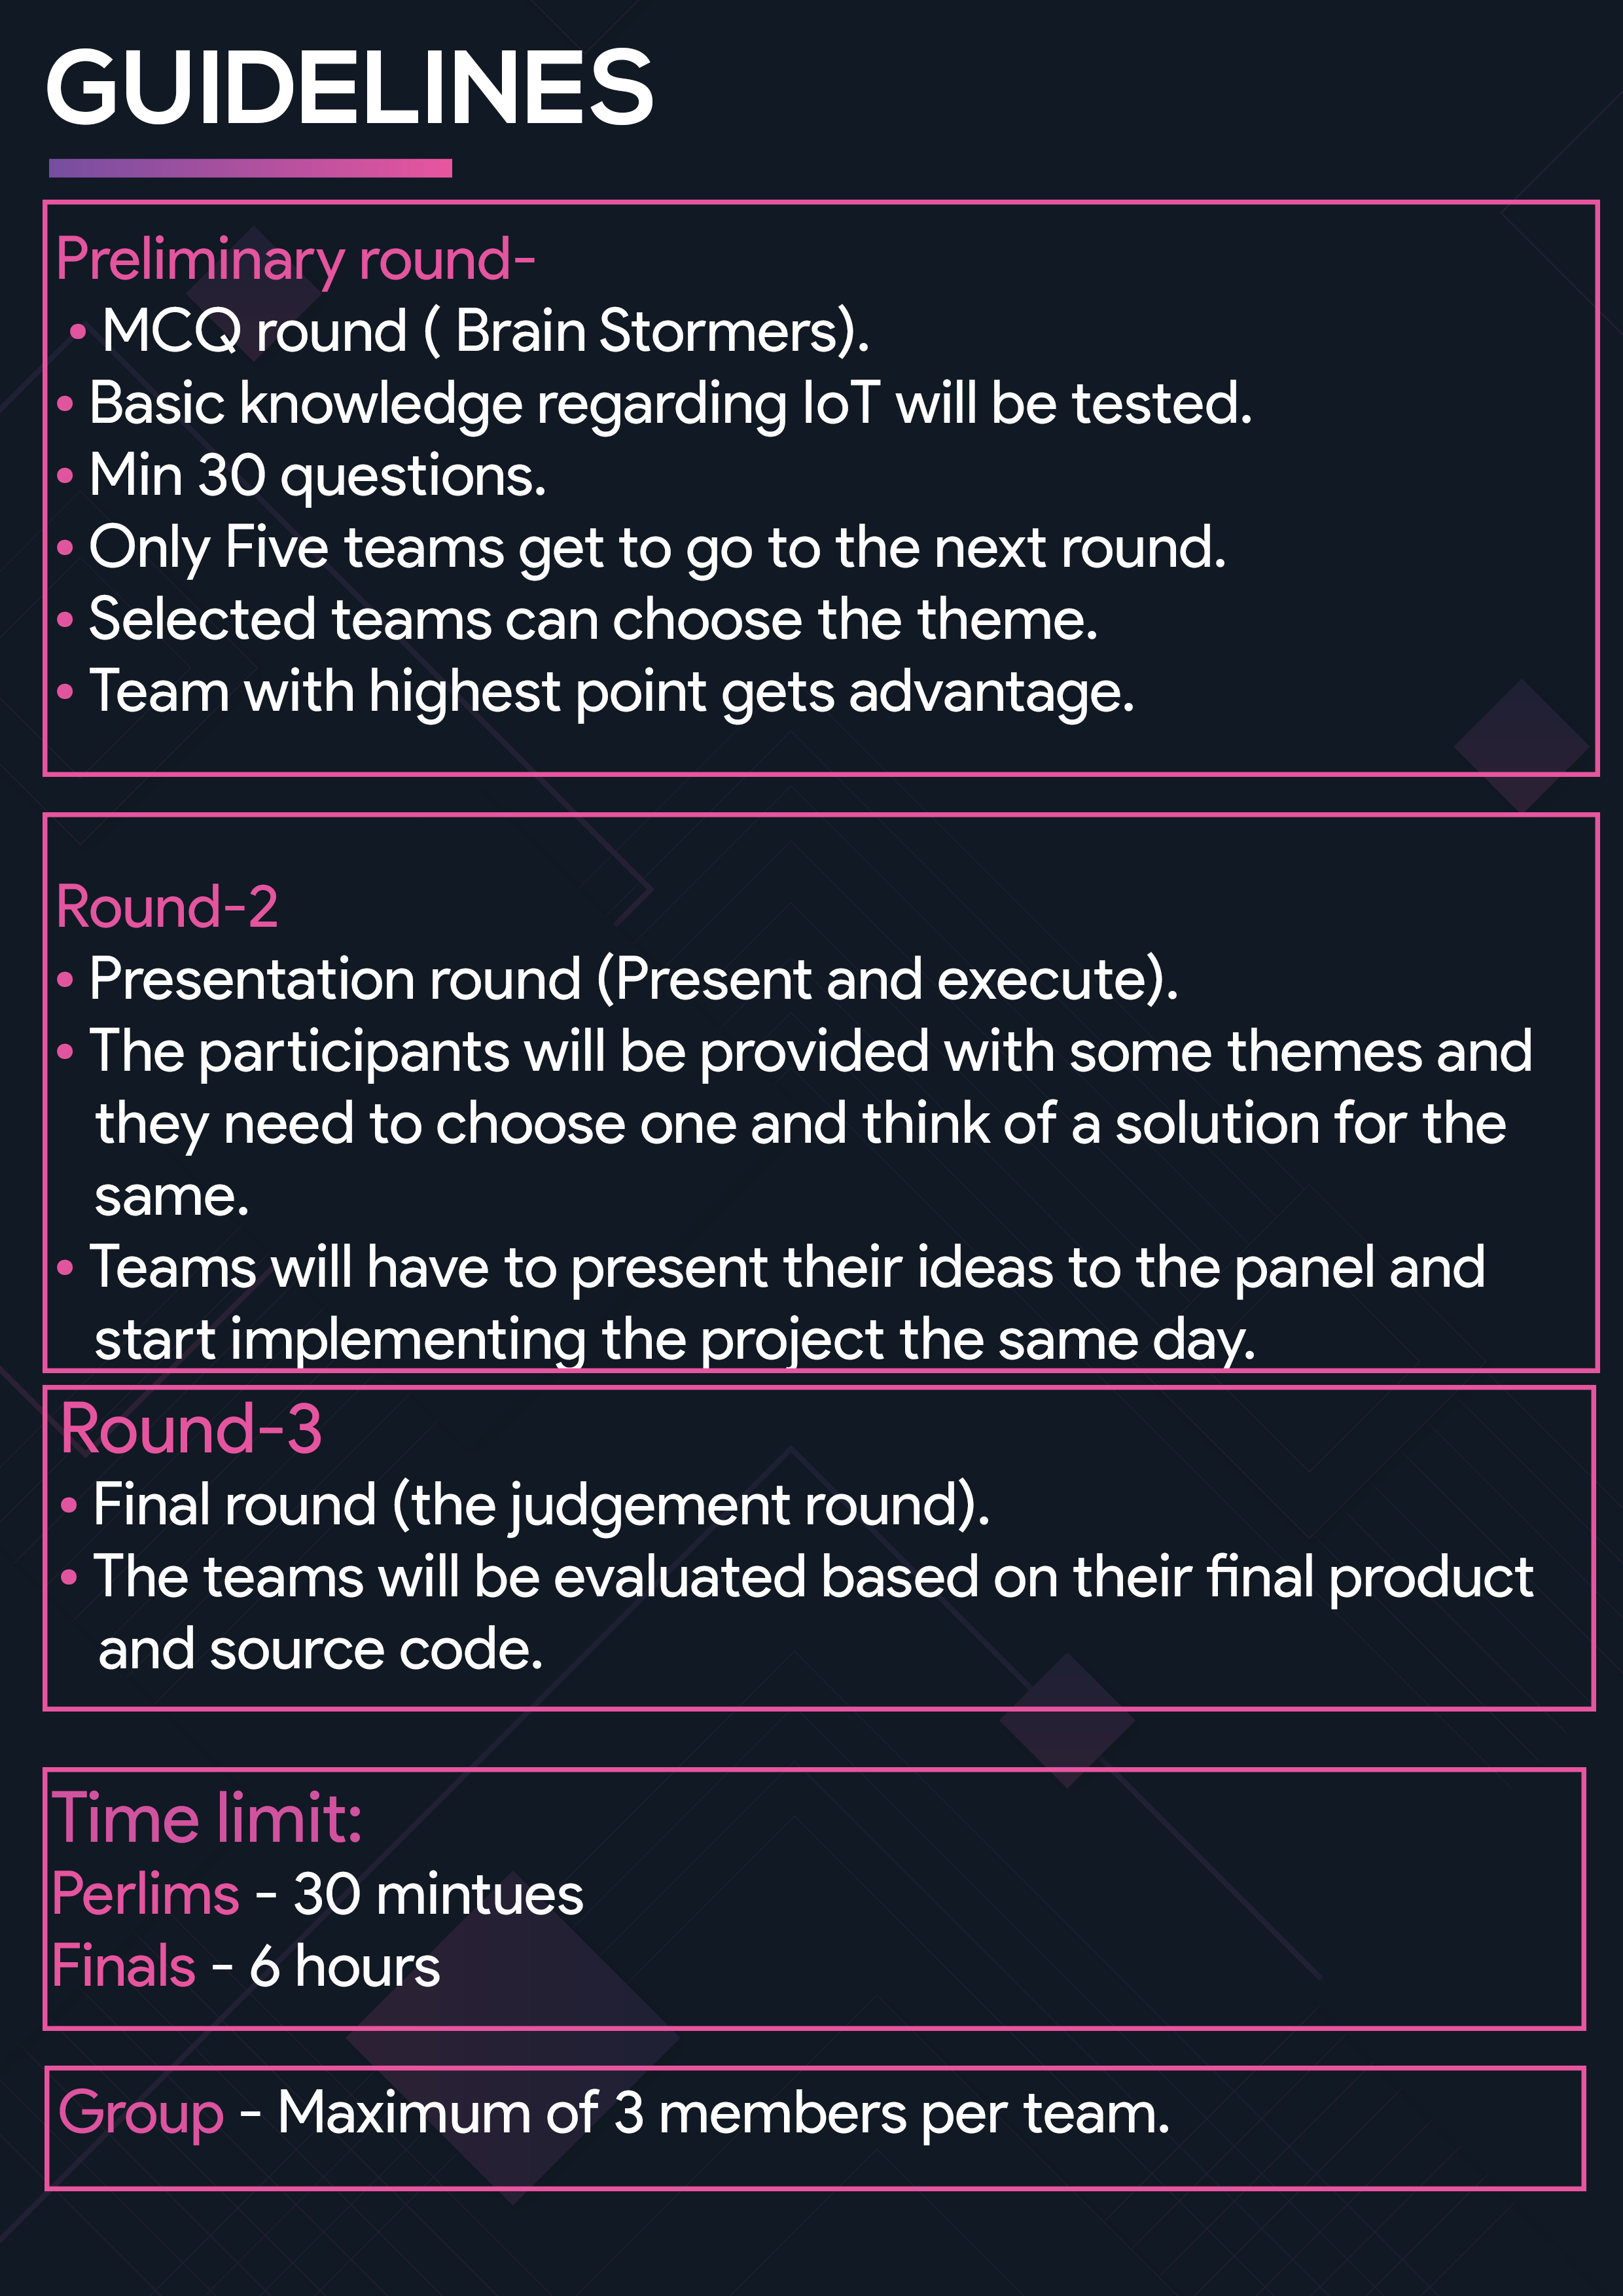 GUIDELINES
Preliminary round-
• MCQ round ( Brain Stormers).
• Basic knowledge regarding IoT will be tested.
• Min 30 questions.
• Only Five teams get to go to the next round.
• Selected teams can choose the theme.
• Team with highest point gets advantage.
Round-2
• Presentation round (Present and execute).
• The participants will be provided with some themes and
they need to choose one and think of a solution for the
same.
• Teams will have to present their ideas to the panel and
start implementing the project the same day.
Round-3
• Final round (the judgement round).
• The teams will be evaluated based on their final product
and source code.
Time limit:
Perlims - 30 mintues
Finals - 6 hours
Group - Maximum of 3 members per team.